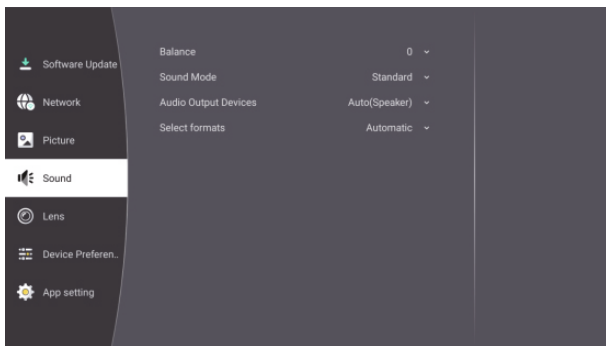 Software Update
Network
Picture
Sound
Lens
Device Preferen..
App setting
Balance 0
Sound Mode Standard
Audio Output Devices Auto(Speaker)
Select formats Automatic